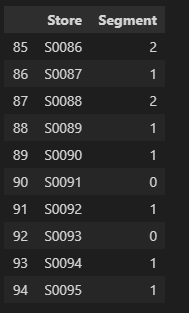 Store Segment
85 S0086 2
86 S0087 1
87 S0088 2
88 S0089 1
89 S0090 1
90 S0091 0
91 S0092 1
92 S0093 0
93 S0094 1
94 S0095 1